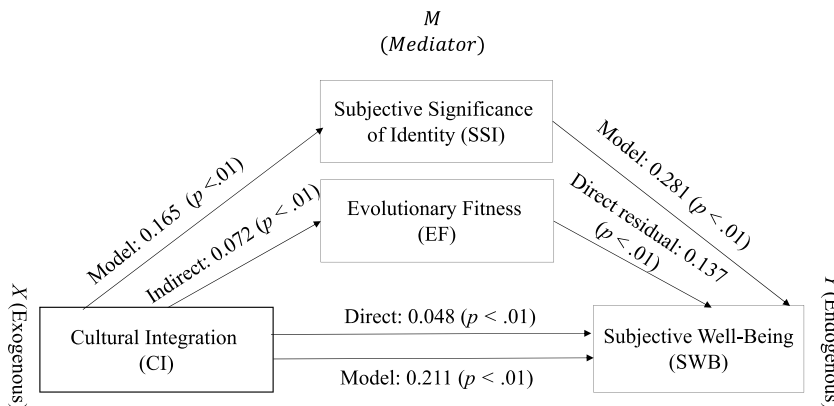 M
(Mediator)
Subjective Significance
of Identity (SSI)
Model: 0.165 (p <.01)
Model: 0.281 (p <.01)
Evolutionary Fitness
(EF)
Indirect: 0.072 (p <.01)
Direct residual: 0.137
(p <.01)
X (Exogenous)
Cultural Integration
(CI)
Direct: 0.048 (p < .01)
Model: 0.211 (p < .01)
Subjective Well-Being
(SWB)
(Endogenous)